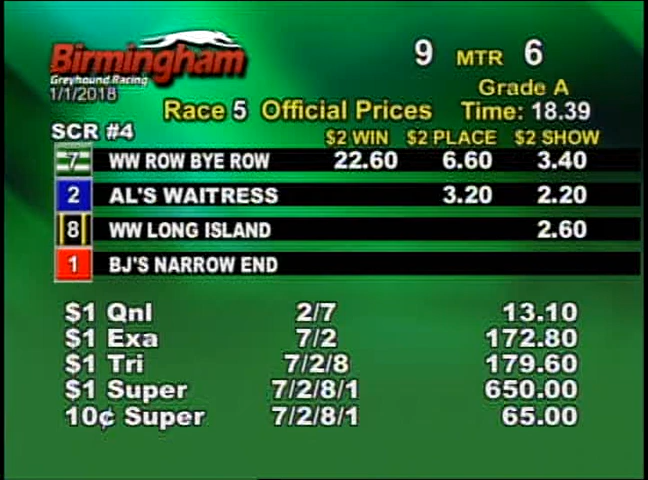 Birmingham
Greyhound Racing
1/1/2018
9 MTR 6
Grade A
Race 5 Official Prices Time: 18.39
SCR #4
$2 WIN $2 PLACE $2 SHOW
7 WW ROW BYE ROW 22.60 6.60 3.40
2 AL'S WAITRESS 3.20 2.20
8 WW LONG ISLAND 2.60
1 BJ'S NARROW END
$1 Qnl 2/7 13.10
$1 Exa 7/2 172.80
$1 Tri 7/2/8 179.60
$1 Super 7/2/8/1 650.00
10¢ Super 7/2/8/1 65.00